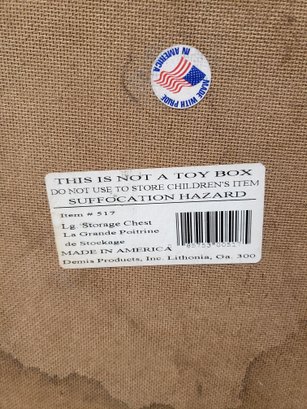 MADE WITH PRIDE
IN AMERICA
THIS IS NOT A TOY BOX
DO NOT USE TO STORE CHILDREN'S ITEM
SUFFOCATION HAZARD
Item # 517
Lg. Storage Chest
La Grande Poitrine
de Stockage
MADE IN AMERICA
Demis Products, Inc. Lithonia, Ga. 300